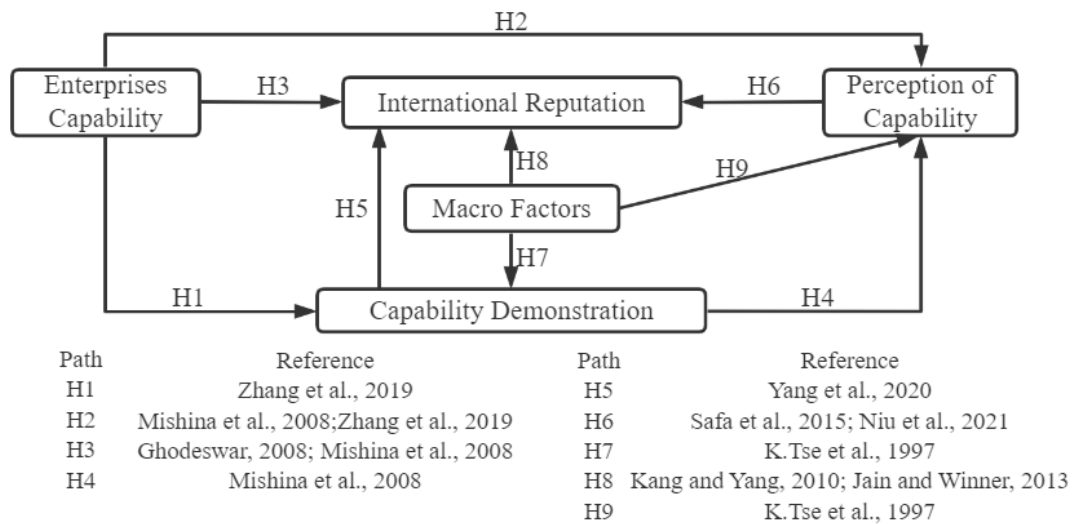 H2
Enterprises
Capability
H3
International Reputation
H6
Perception of
Capability
H8
H9
H5
Macro Factors
H7
H1
Capability Demonstration
H4
Path Reference Path Reference
H1 Zhang et al., 2019 H5 Yang et al., 2020
H2 Mishina et al., 2008;Zhang et al., 2019 H6 Safa et al., 2015; Niu et al., 2021
H3 Ghodeswar, 2008; Mishina et al., 2008 H7 K.Tse et al., 1997
H4 Mishina et al., 2008 H8 Kang and Yang, 2010; Jain and Winner, 2013
H9 K.Tse et al., 1997